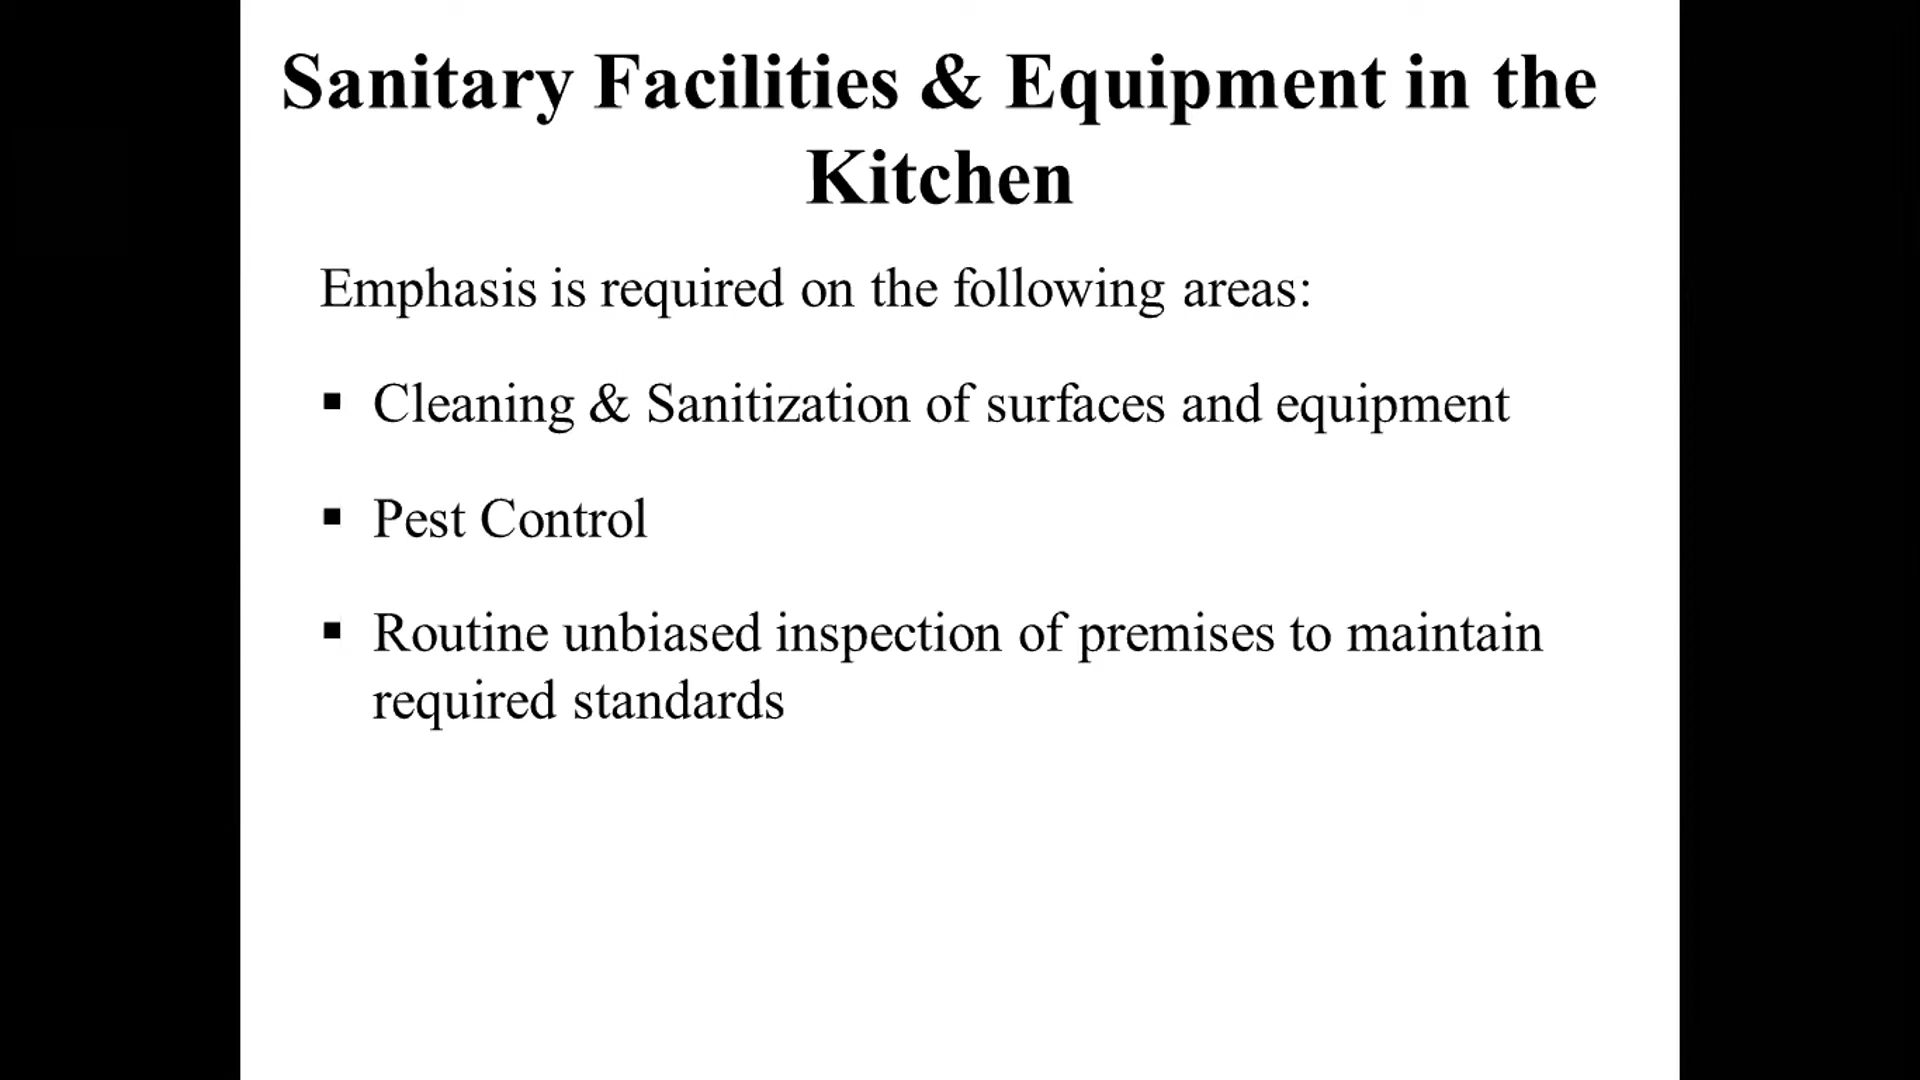 Sanitary Facilities & Equipment in the
Kitchen
Emphasis is required on the following areas:
▪ Cleaning & Sanitization of surfaces and equipment
▪ Pest Control
▪ Routine unbiased inspection of premises to maintain
required standards